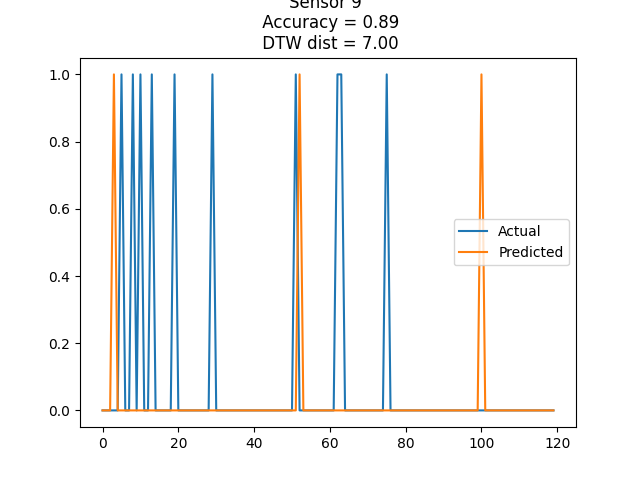 Sensor 9
Accuracy = 0.89
DTW dist = 7.00
1.0
0.8
0.6
0.4
0.2
0.0
Actual
Predicted
0 20 40 60 80 100 120